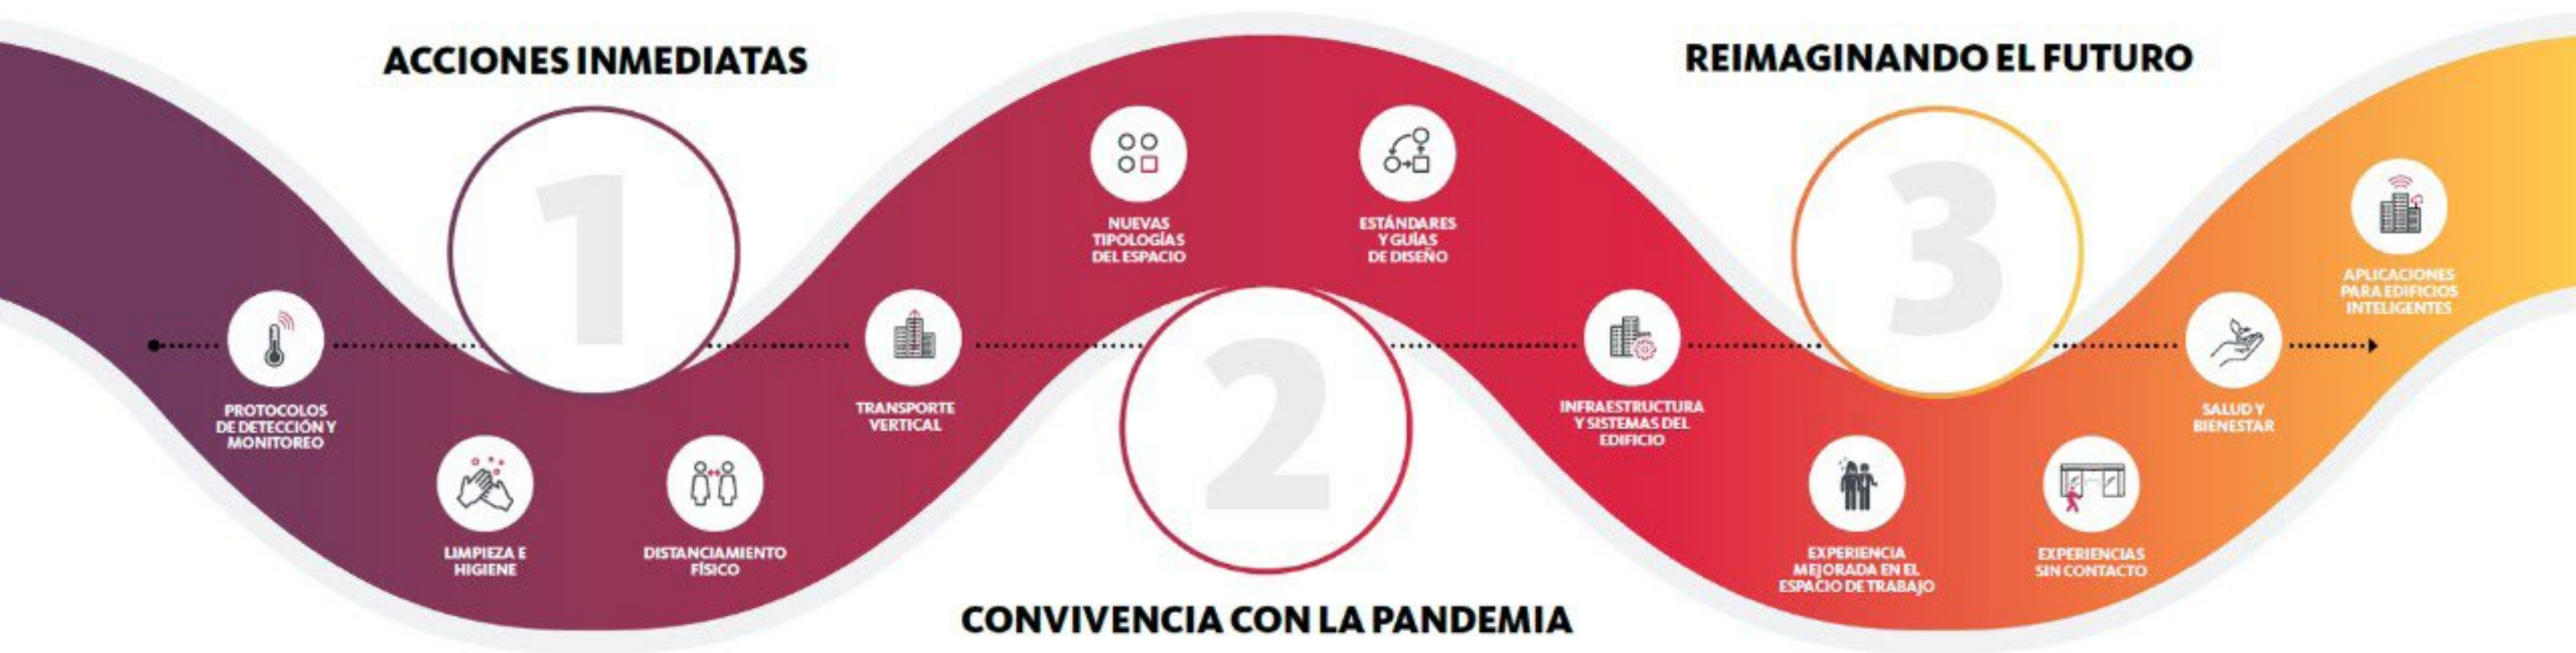 ACCIONES INMEDIATAS
1
PROTOCOLOS
DE DETECCIÓN Y
MONITOREO
LIMPIEZA E
HIGIENE
DISTANCIAMIENTO
FÍSICO
TRANSPORTE
VERTICAL
NUEVAS
TIPOLOGÍAS
DEL ESPACIO
2
CONVIVENCIA CON LA PANDEMIA
ESTÁNDARES
Y GUÍAS
DE DISEÑO
INFRAESTRUCTURA
Y SISTEMAS DEL
EDIFICIO
REIMAGINANDO EL FUTURO
3
EXPERIENCIA
MEJORADA EN EL
ESPACIO DE TRABAJO
EXPERIENCIAS
SIN CONTACTO
SALUD Y
BIENESTAR
APLICACIONES
PARA EDIFICIOS
INTELIGENTES